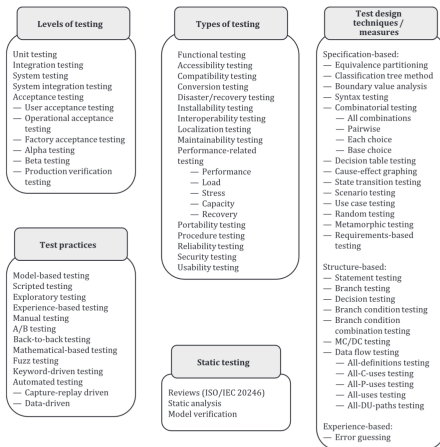 Levels of testing
Unit testing
Integration testing
System testing
System integration testing
Acceptance testing
— User acceptance testing
— Operational acceptance
testing
— Factory acceptance testing
— Alpha testing
— Beta testing
— Production verification
testing
Test practices
Model-based testing
Scripted testing
Exploratory testing
Experience-based testing
Manual testing
A/B testing
Back-to-back testing
Mathematical-based testing
Fuzz testing
Keyword-driven testing
Automated testing
— Capture-replay driven
— Data-driven
Types of testing
Functional testing
Accessibility testing
Compatibility testing
Conversion testing
Disaster/recovery testing
Installability testing
Interoperability testing
Localization testing
Maintainability testing
Performance-related
testing
— Performance
— Load
— Stress
— Capacity
— Recovery
Portability testing
Procedure testing
Reliability testing
Security testing
Usability testing
Static testing
Reviews (ISO/IEC 20246)
Static analysis
Model verification
Test design
techniques /
measures
Specification-based:
— Equivalence partitioning
— Classification tree method
— Boundary value analysis
— Syntax testing
— Combinatorial testing
— All combinations
— Pairwise
— Each choice
— Base choice
— Decision table testing
— Cause-effect graphing
— State transition testing
— Scenario testing
— Use case testing
— Random testing
— Metamorphic testing
— Requirements-based
testing
Structure-based:
— Statement testing
— Branch testing
— Decision testing
— Branch condition testing
— Branch condition
combination testing
— MC/DC testing
— Data flow testing
— All-definitions testing
— All-C-uses testing
— All-P-uses testing
— All-uses testing
— All-DU-paths testing
Experience-based:
— Error guessing